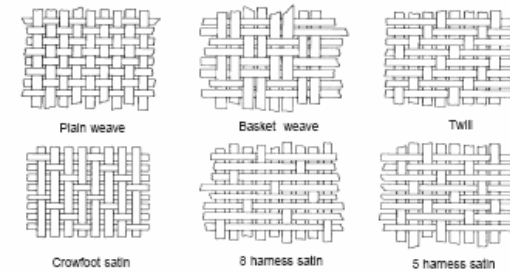 Plain weave
Basket weave
Twill
Crowfoot satin
8 harness satin
5 harness satin